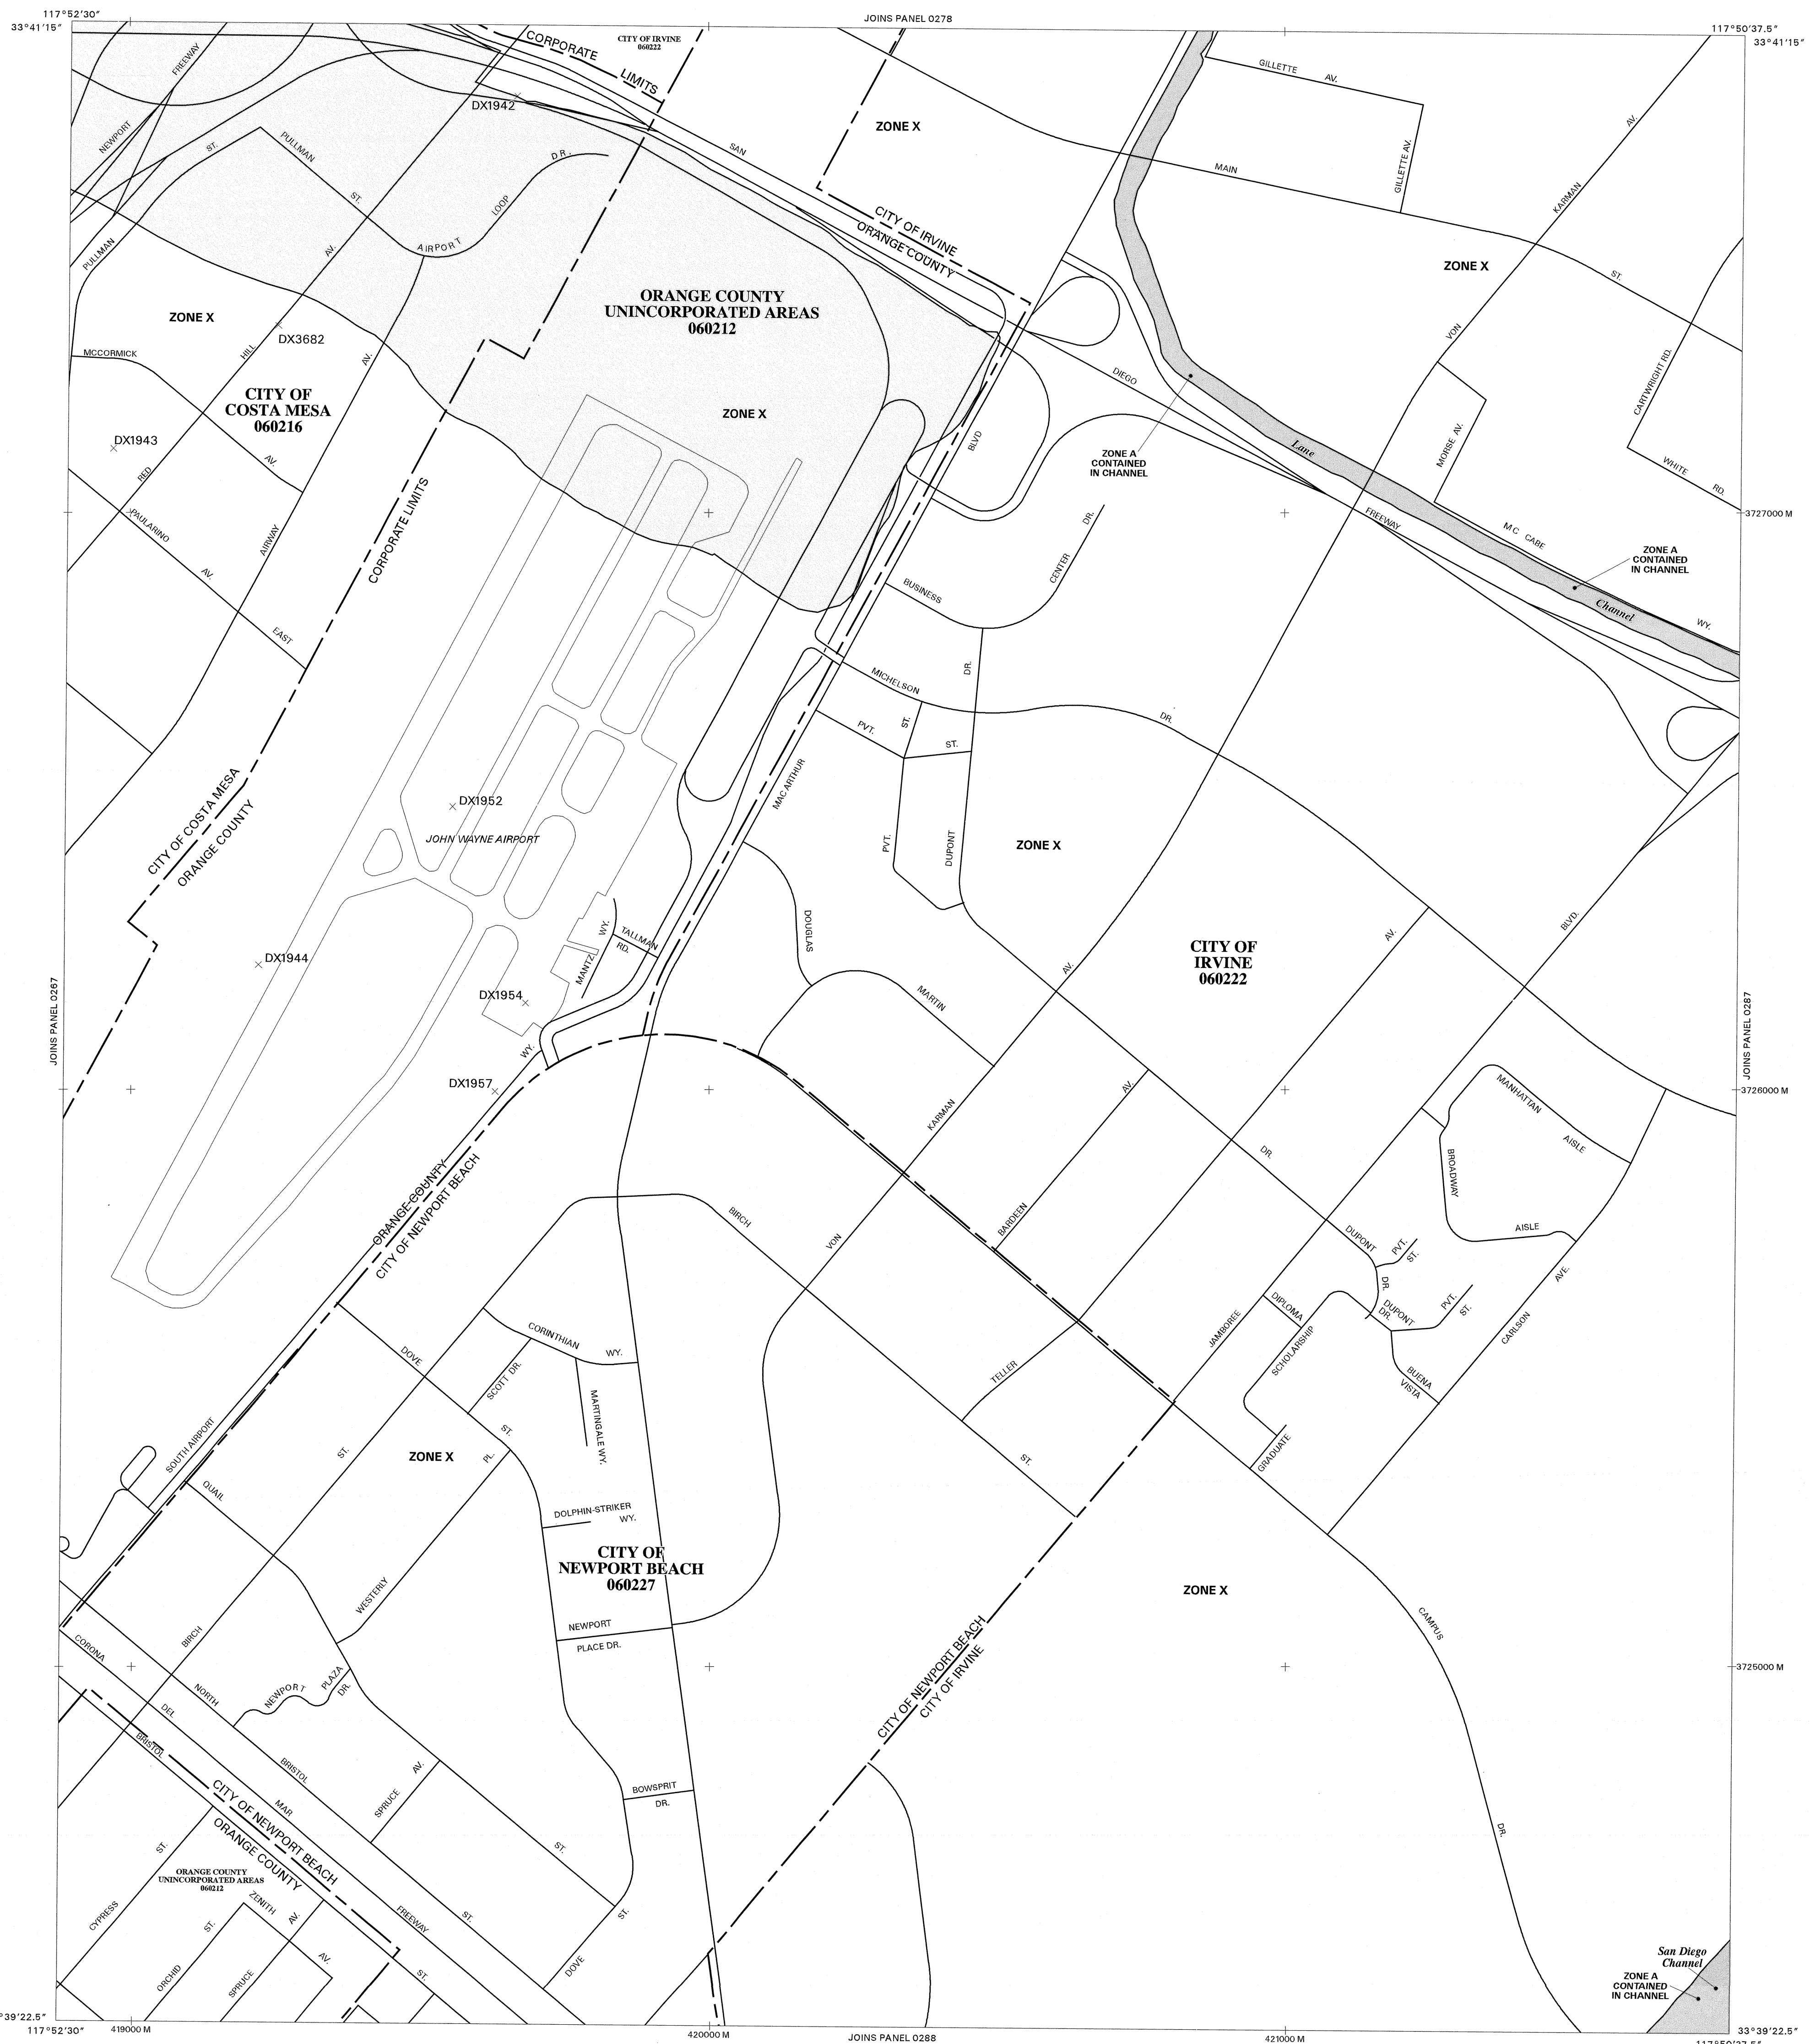 117°52'30"
JOINS PANEL 0278
117°50'37.5"
33°41'15"
33°41'15"
CORPORATE
LIMITS
CITY OF IRVINE
060222
FREEWAY
NEWPORT
DX1942
GILLETTE
AV.
GILLETTE AV.
ZONE X
SAN
MAIN
ST.
AV.
KARMAN
VON
PULLMAN
ST.
ST.
PULLMAN
AIRPORT
LOOP
DR.
CITY OF IRVINE
ORANGE COUNTY
ZONE X
ORANGE COUNTY
UNINCORPORATED AREAS
060212
ZONE X
AV.
HILL
RED
DX3682
MCCORMICK
AV.
CITY OF
COSTA MESA
060216
AV.
AIRWAY
DX1943
PAULARINO
AV.
EAST
CORPORATE LIMITS
ZONE X
BLVD
DIEGO
FREEWAY
ZONE A
CONTAINED
IN CHANNEL
Lane
Channel
CARTWRIGHT RD.
MORSE AV.
WHITE
RD.
MC CABE
WY.
3727000 M
ZONE A
CONTAINED
IN CHANNEL
BUSINESS
CENTER
DR.
MICHELSON
DR.
DR.
DUPONT
PVT.
ST.
ST.
PVT.
MAC ARTHUR
ZONE X
DX1952
JOHN WAYNE AIRPORT
CITY OF COSTA MESA
ORANGE COUNTY
DX1944
DX1954
DX1957
MANTZ
WY.
TALLMAN
RD.
WY.
DOUGLAS
MARTIN
AV.
KARMAN
VON
CITY OF
IRVINE
060222
AV.
BLVD.
JOINS PANEL 0267
JOINS PANEL 0287
3726000 M
BARDEEN
AV.
DR.
MANHATTAN
AISLE
BROADWAY
AISLE
ORANGE COUNTY
CITY OF NEWPORT BEACH
BIRCH
ST.
DUPONT
DR.
PVT.
ST.
DUPONT
DR.
PVT.
ST.
DIPLOMA
SCHOLARSHIP
JAMBOREE
CARLSON
AVE.
BUENA
VISTA
GRADUATE
TELLER
DOVE
ST.
CORINTHIAN
WY.
SCOTT DR.
MARTINGALE WY.
SOUTH AIRPORT
QUAIL
ST.
BIRCH
ZONE X
PL.
WESTERLY
DOLPHIN-STRIKER
WY.
CITY OF
NEWPORT BEACH
060227
NEWPORT
PLACE DR.
ZONE X
CAMPUS
DR.
CITY OF NEWPORT BEACH
CITY OF IRVINE
3725000 M
CORONA
DEL
MAR
FREEWAY
NORTH
BRISTOL
ST.
NEWPORT
PLAZA
DR.
BRISTOL
ST.
SPRUCE
AV.
BOWSPRIT
DR.
ST.
DOVE
ST.
CITY OF NEWPORT BEACH
ORANGE COUNTY
ORANGE COUNTY
UNINCORPORATED AREAS
060212
CYPRESS
ST.
ZENITH
AV.
ORCHID
ST.
SPRUCE
AV.
San Diego
Channel
ZONE A
CONTAINED
IN CHANNEL
°39'22.5"
33°39'22.5"
117°52'30"
419000 M
420000 M
JOINS PANEL 0288
421000 M